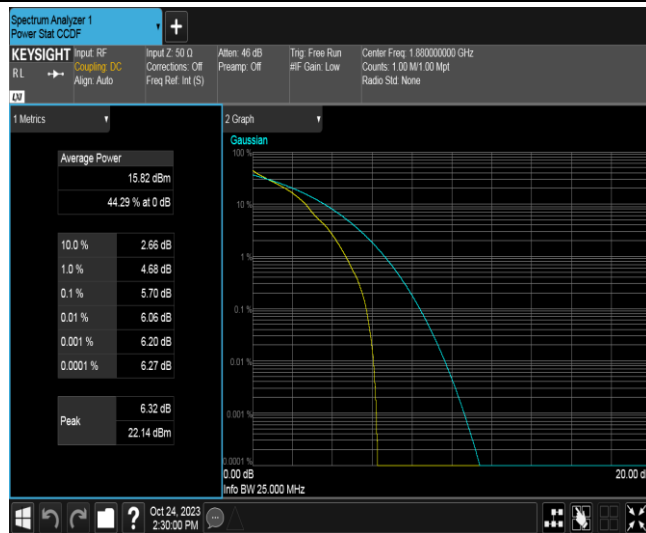 Spectrum Analyzer 1
Power Stat CCDF
KEYSIGHT
RL
Input: RF
Coupling: DC
Align: Auto
Input Z: 50 Ω
Corrections: Off
Freq Ref: Int (S)
Atten: 46 dB
Preamp: Off
Trig: Free Run
#IF Gain: Low
Center Freq: 1.880000000 GHz
Counts: 1.00 M/1.00 Mpt
Radio Std: None
1 Metrics
Average Power
15.82 dBm
44.29 % at 0 dB
10.0 % 2.66 dB
1.0 % 4.68 dB
0.1 % 5.70 dB
0.01 % 6.06 dB
0.001 % 6.20 dB
0.0001 % 6.27 dB
Peak
6.32 dB
22.14 dBm
2 Graph
Gaussian
100 %
10 %
1 %
0.1 %
0.01 %
0.001 %
0.0001 %
0.00 dB
20.00 d
Info BW 25.000 MHz
?
Oct 24, 2023
2:30:00 PM